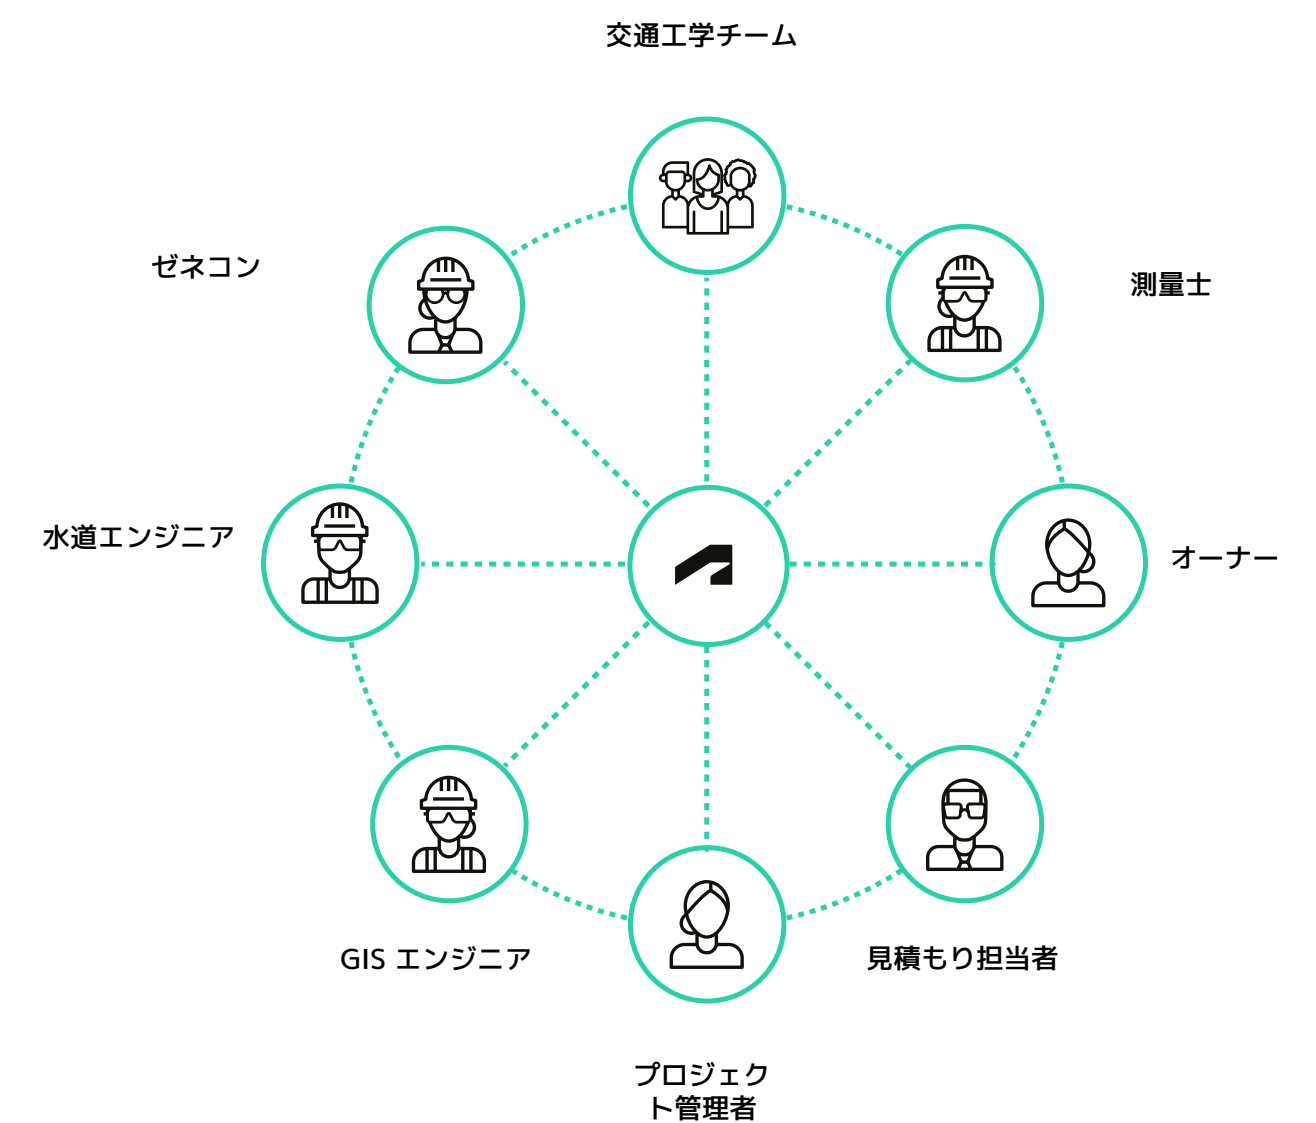 交通工学チーム
ゼネコン
測量士
水道エンジニア
オーナー
GIS エンジニア
見積もり担当者
プロジェク
ト管理者